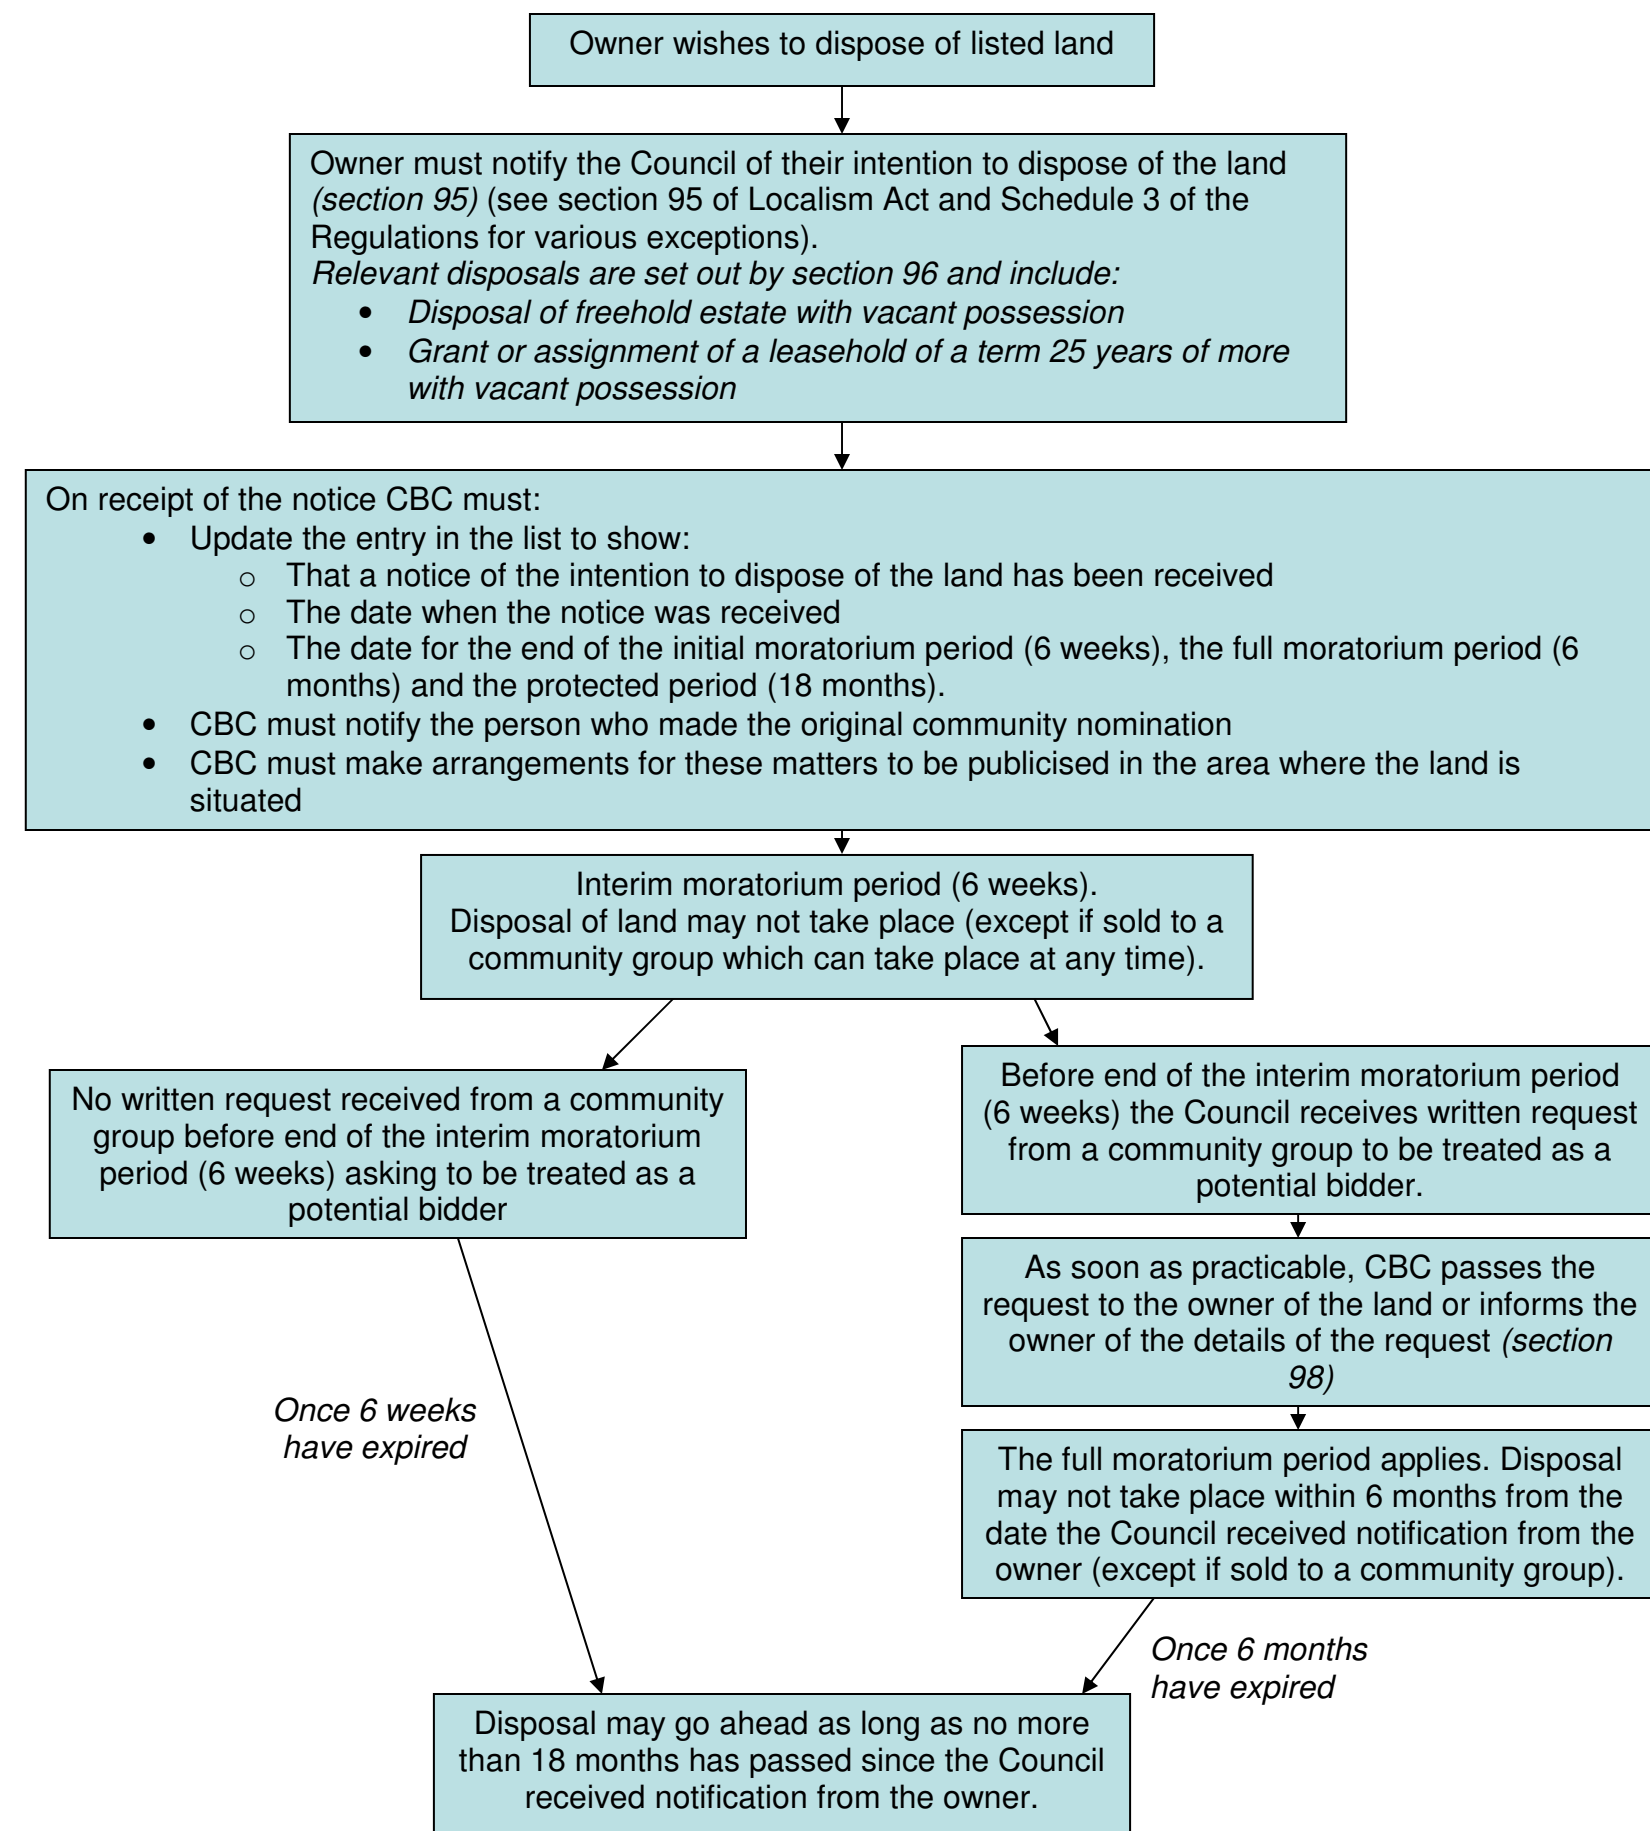 Owner wishes to dispose of listed land
Owner must notify the Council of their intention to dispose of the land
(section 95) (see section 95 of Localism Act and Schedule 3 of the
Regulations for various exceptions).
Relevant disposals are set out by section 96 and include:
• Disposal of freehold estate with vacant possession
• Grant or assignment of a leasehold of a term 25 years of more
with vacant possession
On receipt of the notice CBC must:
• Update the entry in the list to show:
o That a notice of the intention to dispose of the land has been received
o The date when the notice was received
o The date for the end of the initial moratorium period (6 weeks), the full moratorium period (6
months) and the protected period (18 months).
• CBC must notify the person who made the original community nomination
• CBC must make arrangements for these matters to be publicised in the area where the land is
situated
Interim moratorium period (6 weeks).
Disposal of land may not take place (except if sold to a
community group which can take place at any time).
No written request received from a community
group before end of the interim moratorium
period (6 weeks) asking to be treated as a
potential bidder
Before end of the interim moratorium period
(6 weeks) the Council receives written request
from a community group to be treated as a
potential bidder.
As soon as practicable, CBC passes the
request to the owner of the land or informs the
owner of the details of the request (section
98)
Once 6 weeks
have expired
The full moratorium period applies. Disposal
may not take place within 6 months from the
date the Council received notification from the
owner (except if sold to a community group).
Once 6 months
have expired
Disposal may go ahead as long as no more
than 18 months has passed since the Council
received notification from the owner.